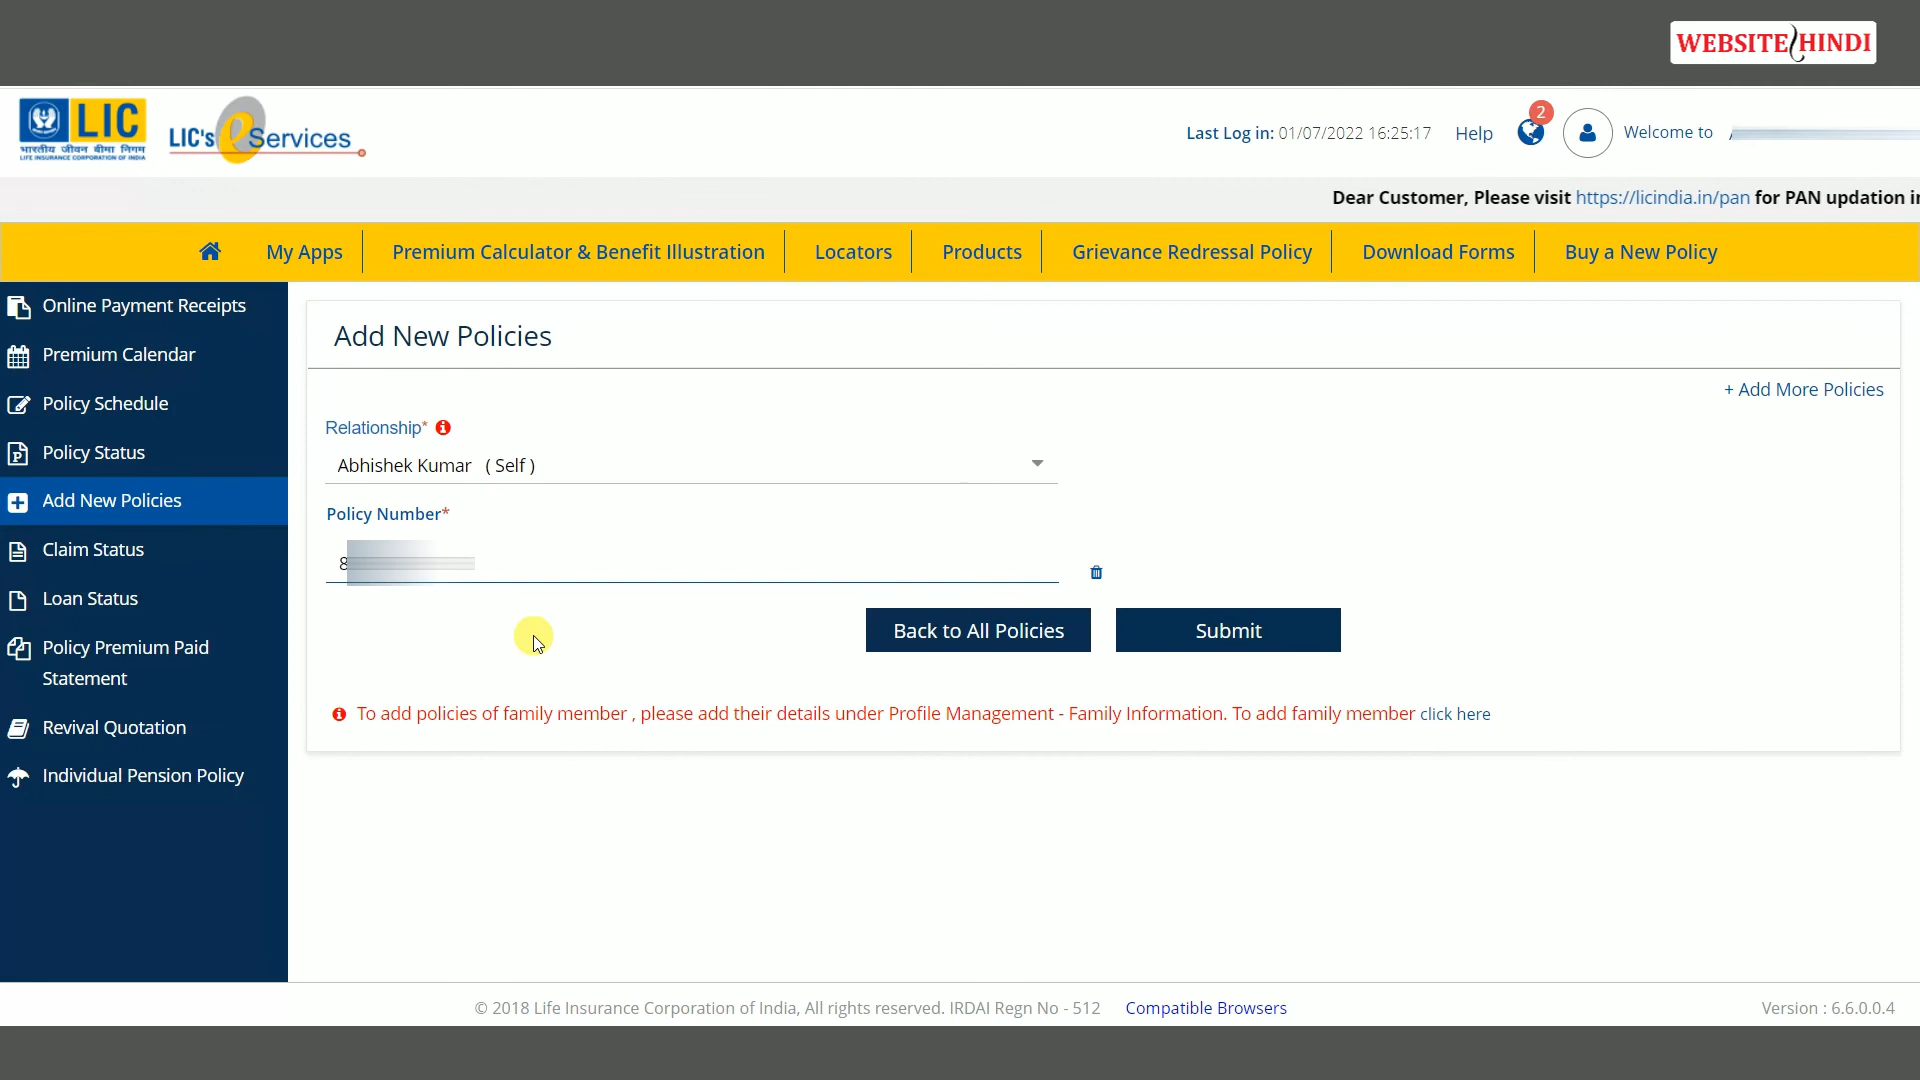 WEBSITE HINDI
LIC
भारतीय जीवन बीमा निगम
LIFE INSURANCE CORPORATION OF INDIA
LIC's eServices
Last Log in: 01/07/2022 16:25:17
Help
2
Welcome to
Dear Customer, Please visit https://licindia.in/pan for PAN updation
My Apps
Premium Calculator & Benefit Illustration
Locators
Products
Grievance Redressal Policy
Download Forms
Buy a New Policy
Online Payment Receipts
Premium Calendar
Policy Schedule
Policy Status
Add New Policies
Claim Status
Loan Status
Policy Premium Paid
Statement
Revival Quotation
Individual Pension Policy
Add New Policies
+ Add More Policies
Relationship*
Abhishek Kumar ( Self )
Policy Number*
8
Back to All Policies
Submit
To add policies of family member , please add their details under Profile Management - Family Information. To add family member click here
© 2018 Life Insurance Corporation of India, All rights reserved. IRDAI Regn No - 512
Compatible Browsers
Version : 6.6.0.0.4